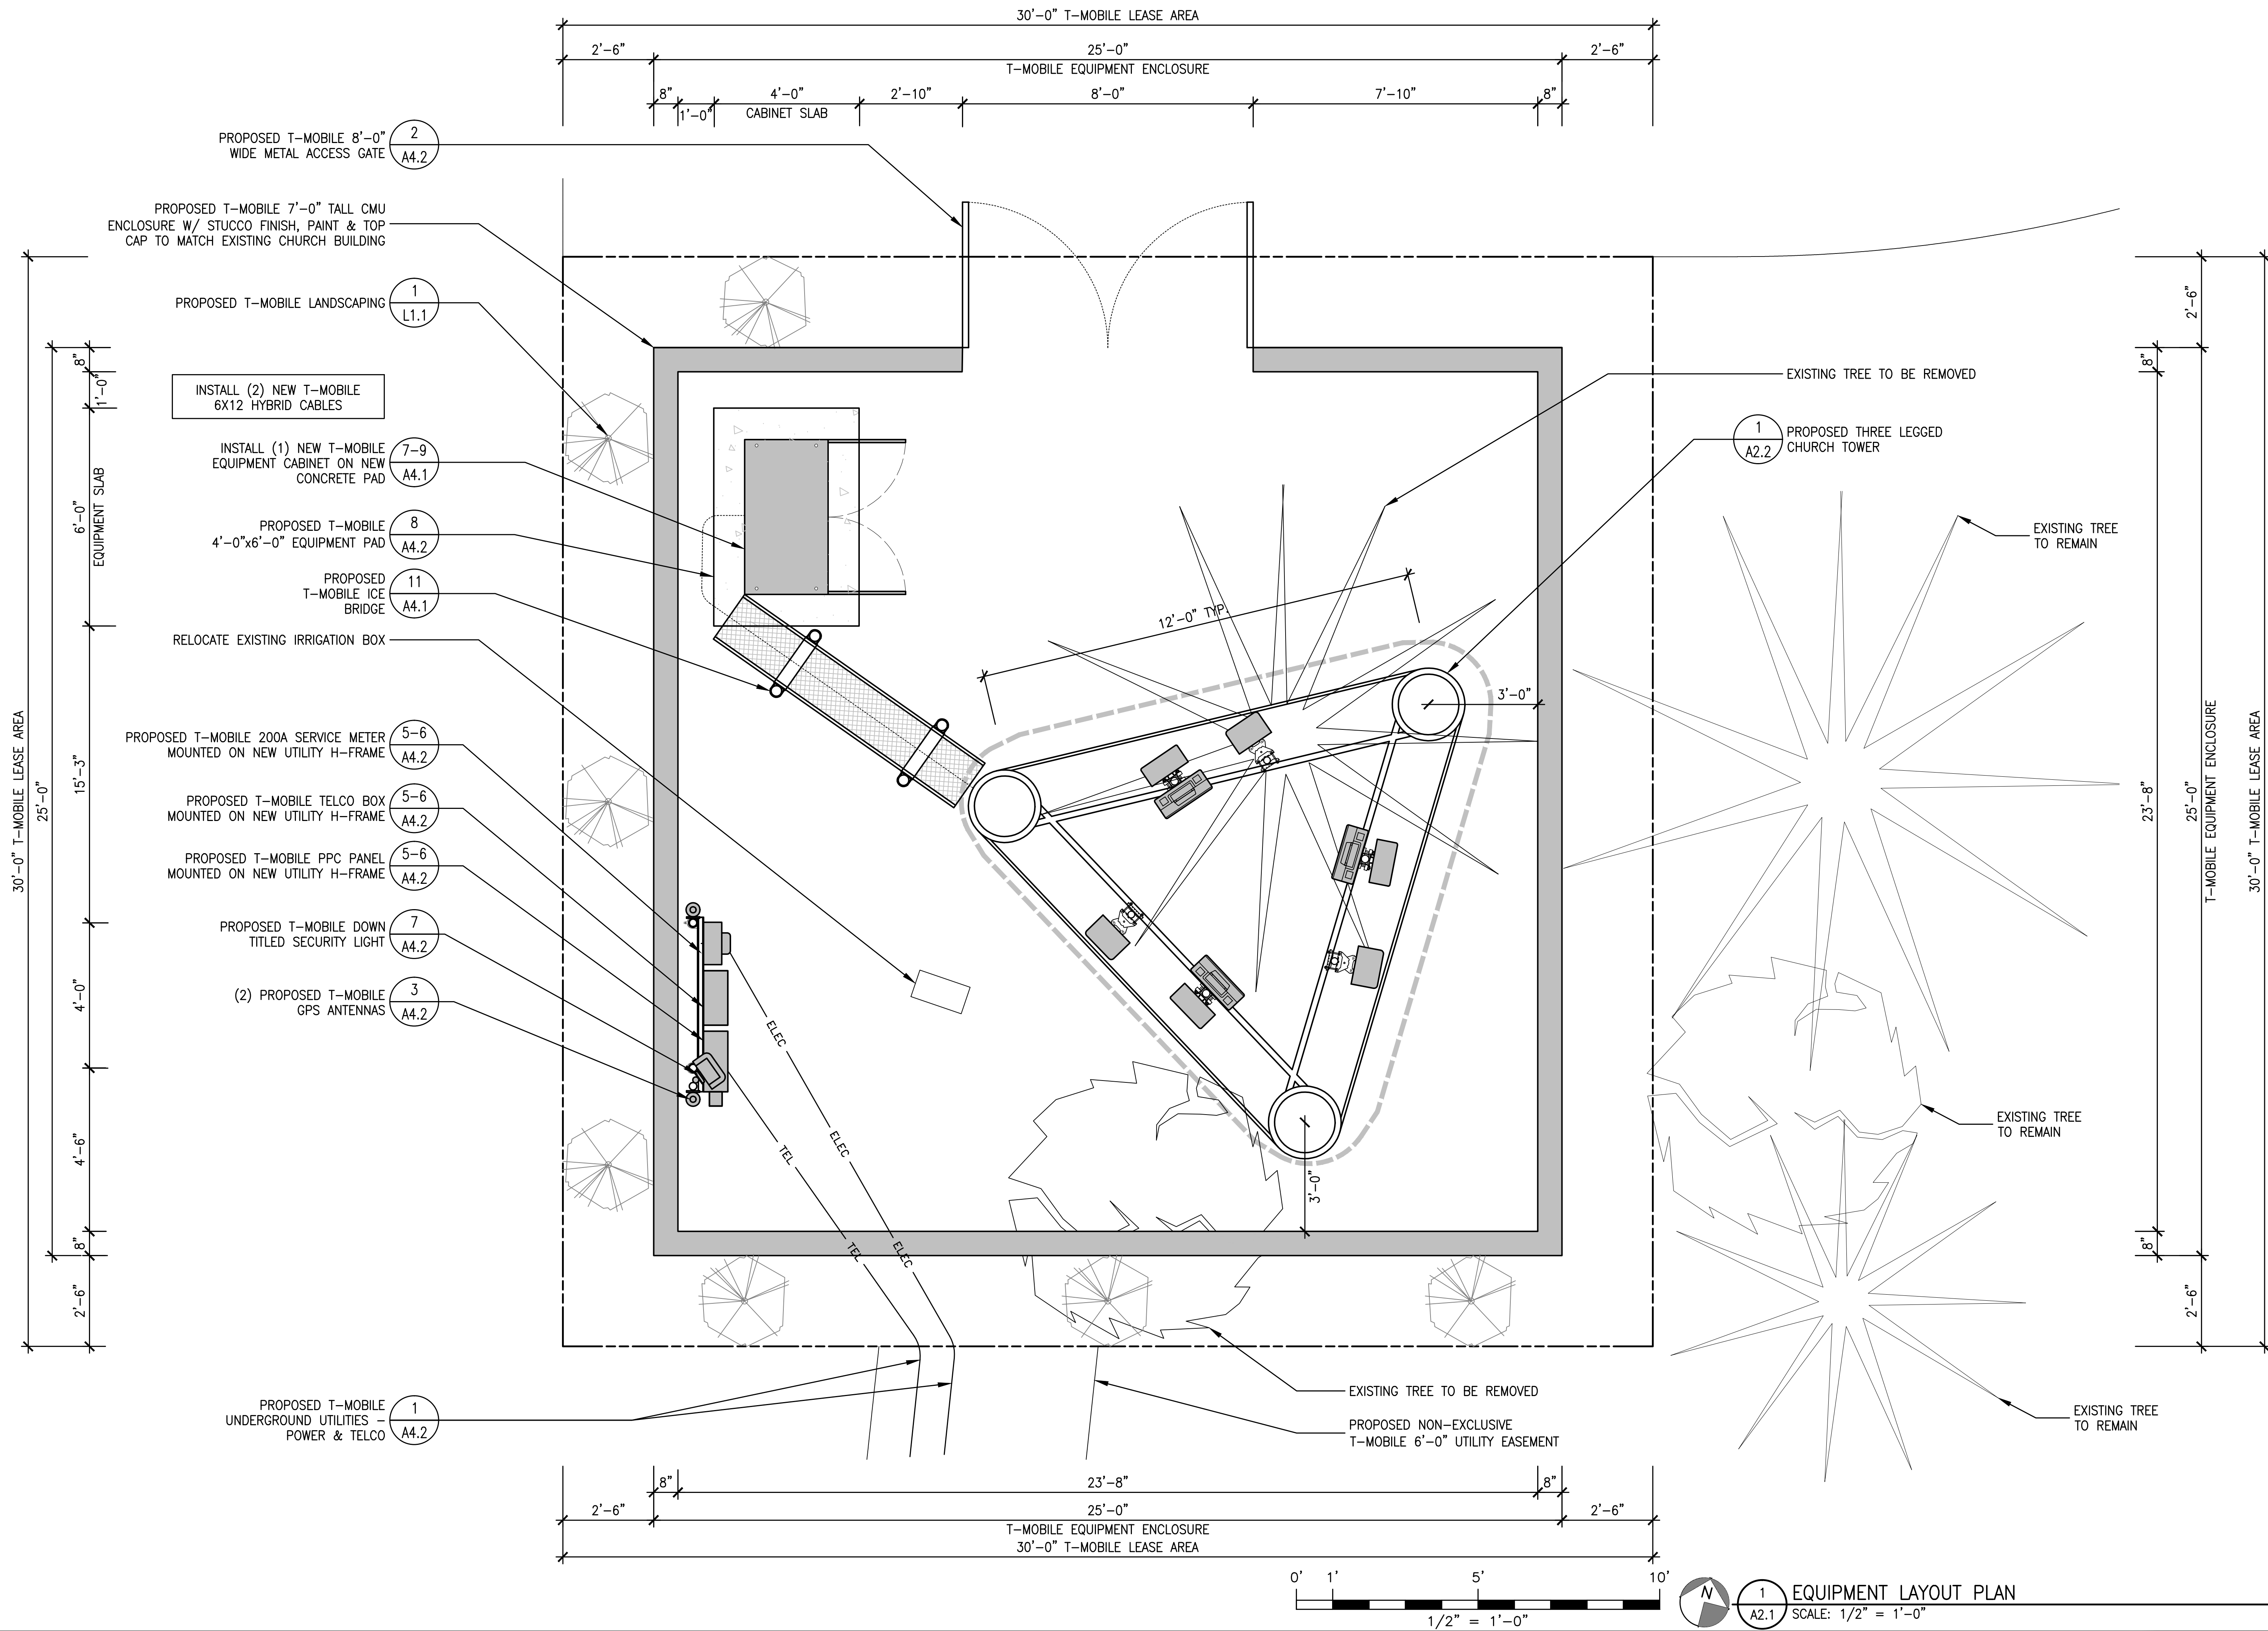 30'-0" T-MOBILE LEASE AREA
2'-6"
25'-0"
2'-6"
T-MOBILE EQUIPMENT ENCLOSURE
8"
1'-0"
4'-0"
CABINET SLAB
2'-10"
8'-0"
7'-10"
8"
PROPOSED T-MOBILE 8'-0"
WIDE METAL ACCESS GATE
2
A4.2
PROPOSED T-MOBILE 7'-0" TALL CMU
ENCLOSURE W/ STUCCO FINISH, PAINT & TOP
CAP TO MATCH EXISTING CHURCH BUILDING
PROPOSED T-MOBILE LANDSCAPING
1
L1.1
INSTALL (2) NEW T-MOBILE
6X12 HYBRID CABLES
INSTALL (1) NEW T-MOBILE
EQUIPMENT CABINET ON NEW
CONCRETE PAD
7-9
A4.1
PROPOSED T-MOBILE
4'-0"x6'-0" EQUIPMENT PAD
8
A4.2
PROPOSED
T-MOBILE ICE
BRIDGE
11
A4.1
RELOCATE EXISTING IRRIGATION BOX
PROPOSED T-MOBILE 200A SERVICE METER
MOUNTED ON NEW UTILITY H-FRAME
5-6
A4.2
PROPOSED T-MOBILE TELCO BOX
MOUNTED ON NEW UTILITY H-FRAME
5-6
A4.2
PROPOSED T-MOBILE PPC PANEL
MOUNTED ON NEW UTILITY H-FRAME
5-6
A4.2
PROPOSED T-MOBILE DOWN
TITLED SECURITY LIGHT
7
A4.2
(2) PROPOSED T-MOBILE
GPS ANTENNAS
3
A4.2
PROPOSED T-MOBILE
UNDERGROUND UTILITIES -
POWER & TELCO
1
A4.2
30'-0" T-MOBILE LEASE AREA
25'-0"
8"
1'-0"
6'-0"
EQUIPMENT SLAB
15'-3"
4'-0"
4'-6"
8"
2'-6"
12'-0" TYP.
3'-0"
3'-0"
ELEC
ELEC
ELEC
TEL
TEL
EXISTING TREE TO BE REMOVED
1
A2.2
PROPOSED THREE LEGGED
CHURCH TOWER
EXISTING TREE
TO REMAIN
EXISTING TREE
TO REMAIN
EXISTING TREE
TO REMAIN
EXISTING TREE TO BE REMOVED
PROPOSED NON-EXCLUSIVE
T-MOBILE 6'-0" UTILITY EASEMENT
2'-6"
8"
23'-8"
25'-0"
T-MOBILE EQUIPMENT ENCLOSURE
30'-0" T-MOBILE LEASE AREA
8"
2'-6"
8"
23'-8"
8"
2'-6"
25'-0"
2'-6"
T-MOBILE EQUIPMENT ENCLOSURE
30'-0" T-MOBILE LEASE AREA
0' 1' 5' 10'
1/2" = 1'-0"
N
1
A2.1
EQUIPMENT LAYOUT PLAN
SCALE: 1/2" = 1'-0"